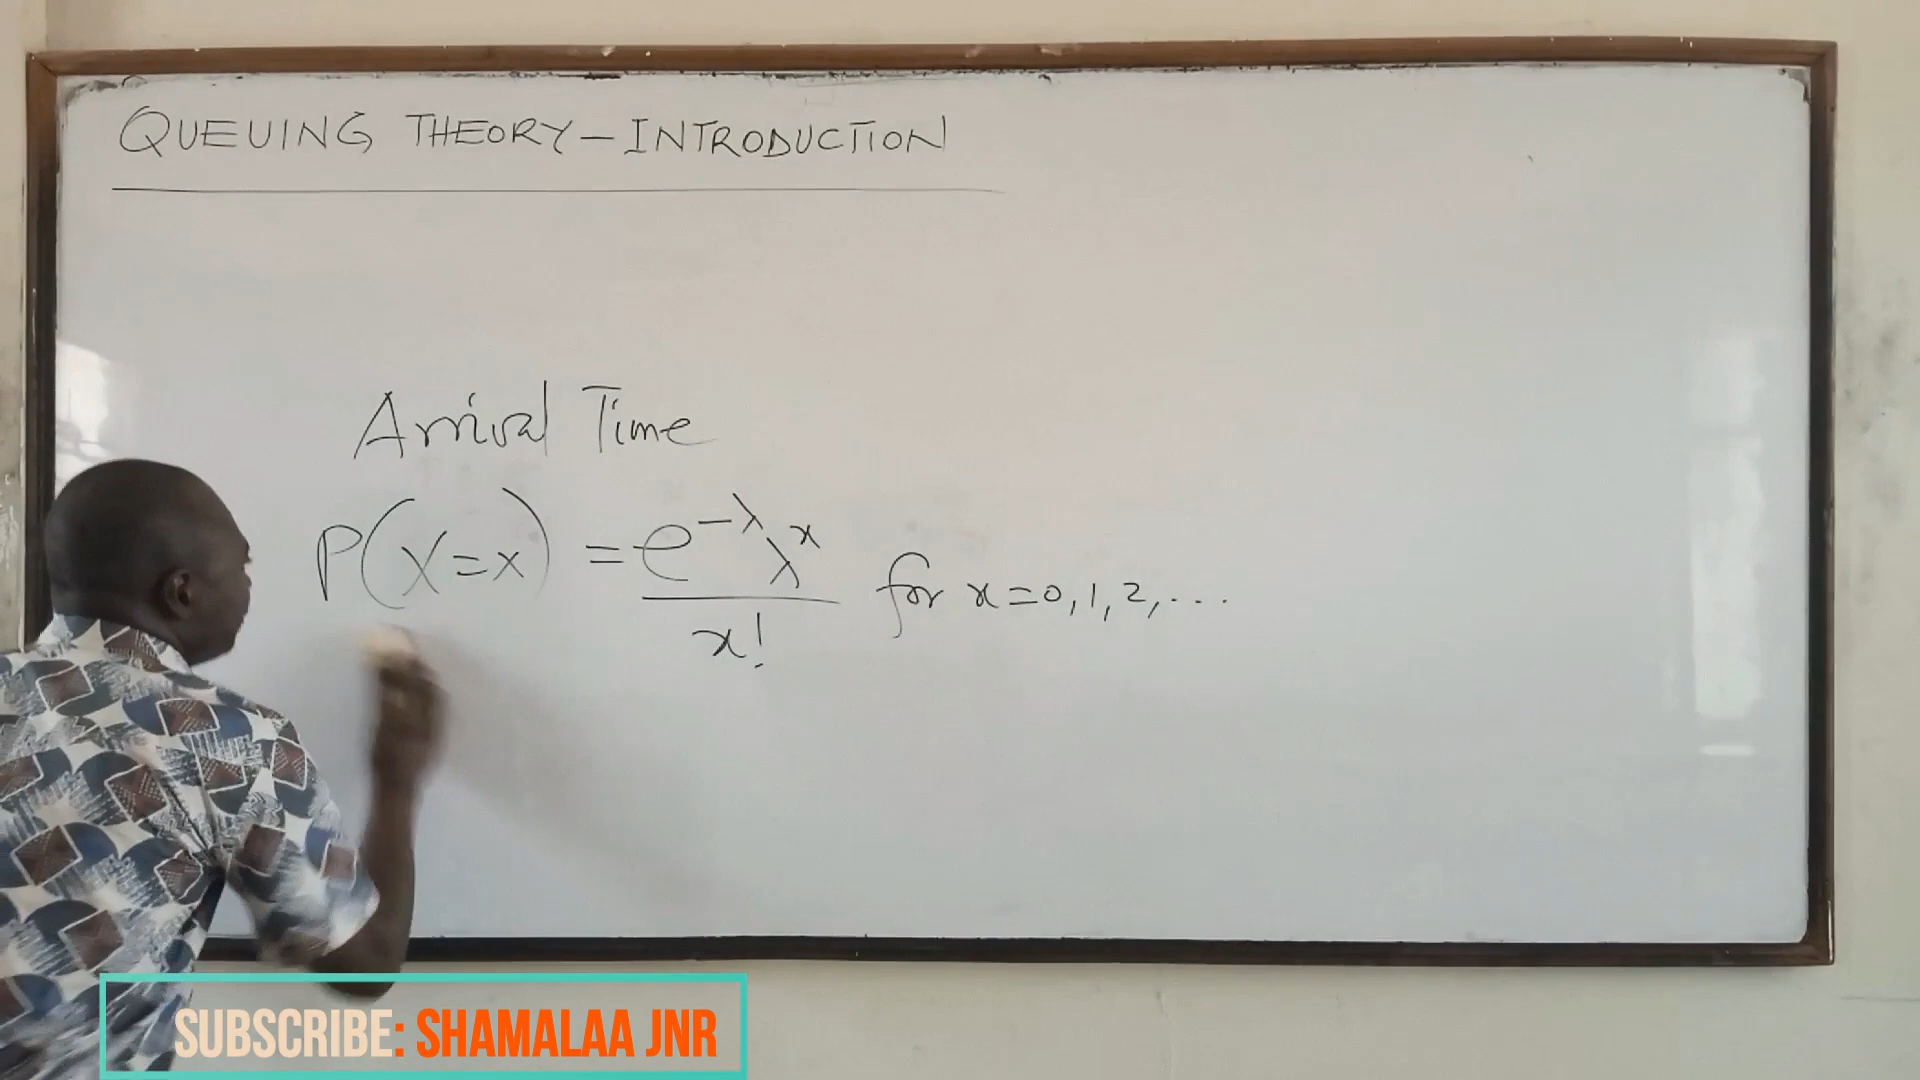 QUEUING THEORY – INTRODUCTION
Arrival Time
P(X=x) = e^{-λ} λ^x / x! for x=0,1,2,...
SUBSCRIBE: SHAMALAA JNR